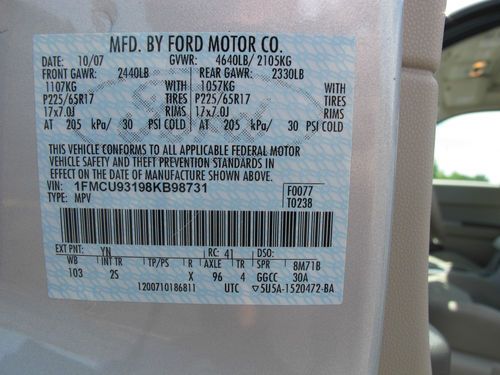 MFD. BY FORD MOTOR CO.
DATE: 10/07 GVWR: 4640LB/ 2105KG
FRONT GAWR: 2440LB REAR GAWR: 2330LB
1107KG WITH 1057KG WITH
P225/65R17 TIRES P225/65R17 TIRES
17x7.0J RIMS 17x7.0J RIMS
AT 205 kPa/ 30 PSI COLD AT 205 kPa/ 30 PSI COLD
THIS VEHICLE CONFORMS TO ALL APPLICABLE FEDERAL MOTOR
VEHICLE SAFETY AND THEFT PREVENTION STANDARDS IN
EFFECT ON THE DATE OF MANUFACTURE SHOWN ABOVE.
VIN: 1FMCU93198KB98731 F0077
TYPE: MPV T0238
EXT PNT: YN RC: 41 DSO:
WB INT TR TP/PS R AXLE TR SPR 8M71B
103 2S X 96 4 GGCC 30A
1200710186811 UTC ▽5U5A-1520472-BA